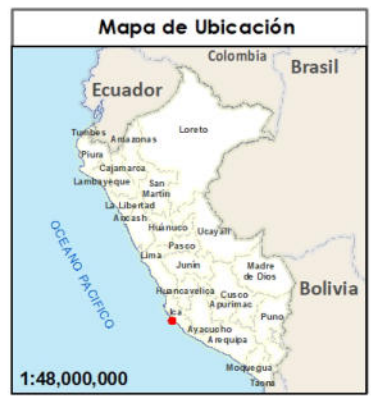 Mapa de Ubicación
Colombia
Brasil
Ecuador
Loreto
Tumbes
Amazonas
Piura
Cajamarca
Lambayeque
San
Martin
La Libertad
Ancash
Huánuco
Ucayali
Pasco
OCEANO PACIFICO
Lima
Junin
Madre
de Dios
Huancavelica
Cusco
Bolivia
Apurimac
Ica
Puno
Ayacucho
Arequipa
Moquegua
1:48,000,000
Tacna